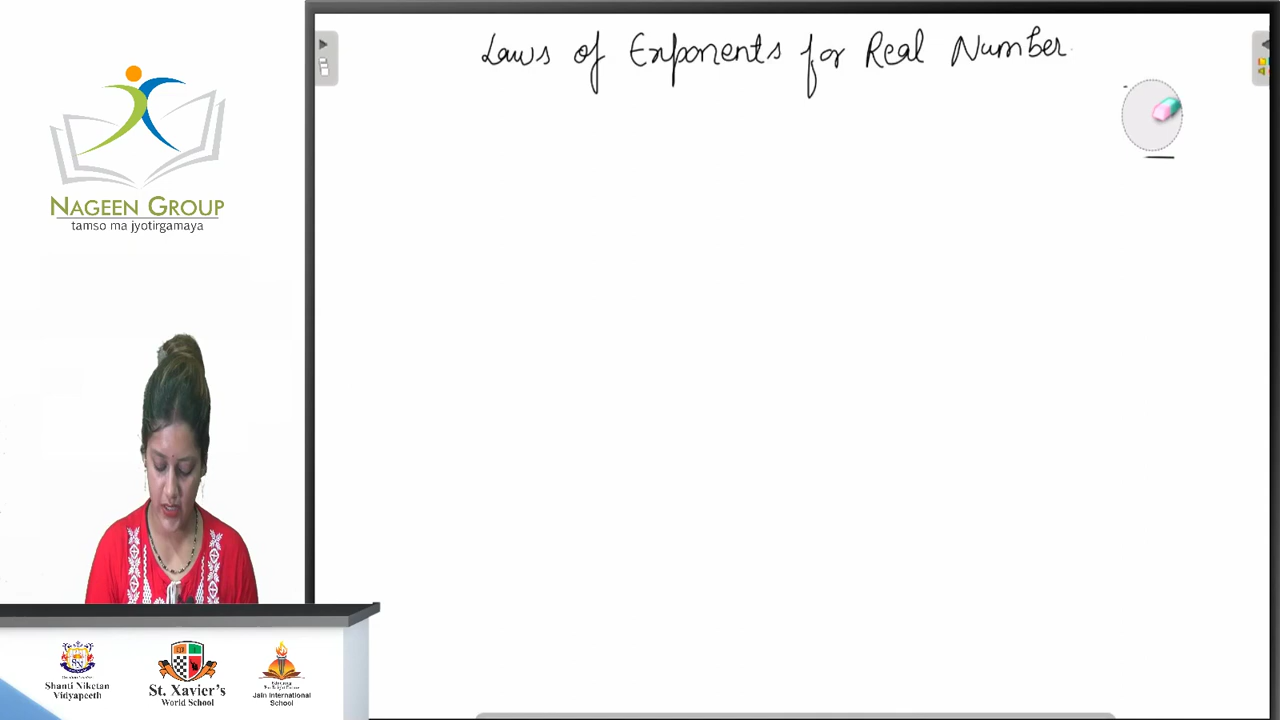 Laws of Exponents for Real Number
NAGEEN GROUP
tamso ma jyotirgamaya
Shanti Niketan
Vidyapeeth
St. Xavier's
World School
Jain International
School